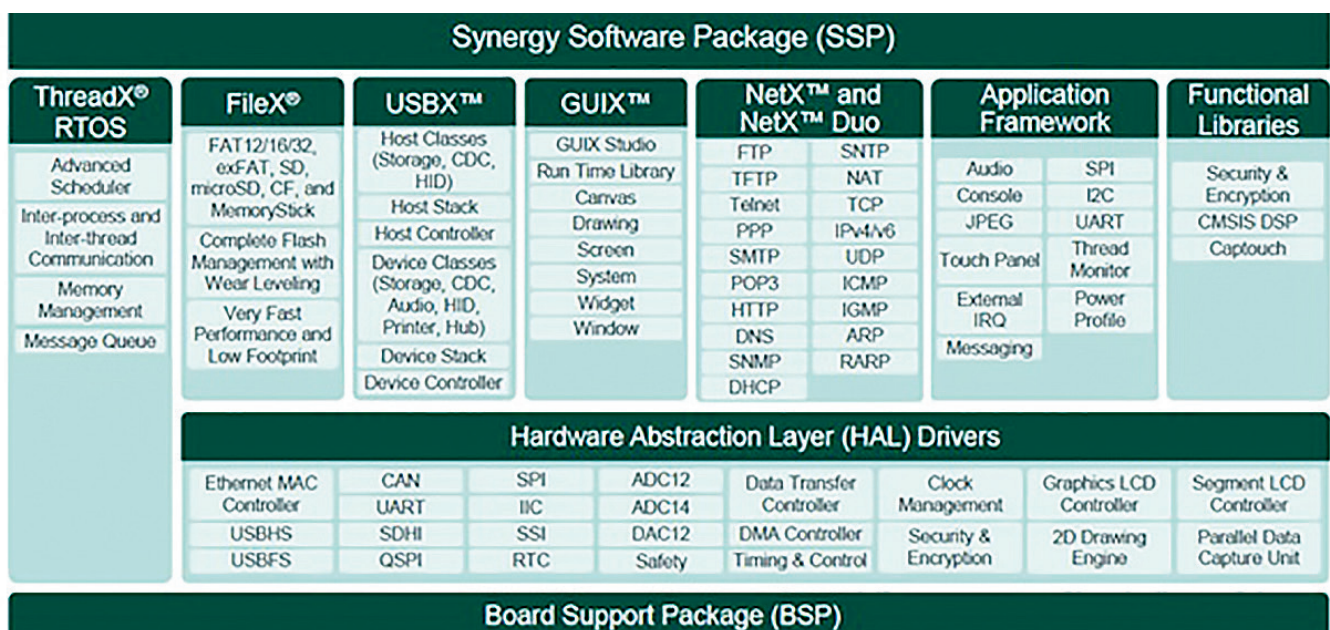 Synergy Software Package (SSP)
ThreadX®
RTOS
Advanced
Scheduler
Inter-process and
Inter-thread
Communication
Memory
Management
Message Queue
FileX®
FAT12/16/32,
exFAT, SD,
microSD, CF, and
MemoryStick
Complete Flash
Management with
Wear Leveling
Very Fast
Performance and
Low Footprint
USBX™
Host Classes
(Storage, CDC,
HID)
Host Stack
Host Controller
Device Classes
(Storage, CDC,
Audio, HID,
Printer, Hub)
Device Stack
Device Controller
GUIX™
GUIX Studio
Run Time Library
Canvas
Drawing
Screen
System
Widget
Window
NetX™ and
NetX™ Duo
FTP
TFTP
Telnet
PPP
SMTP
POP3
HTTP
DNS
SNMP
DHCP
SNTP
NAT
TCP
IPv4/v6
UDP
ICMP
IGMP
ARP
RARP
Application
Framework
Audio
Console
JPEG
Touch Panel
External
IRQ
Messaging
SPI
I2C
UART
Thread
Monitor
Power
Profile
Functional
Libraries
Security &
Encryption
CMSIS DSP
Captouch
Hardware Abstraction Layer (HAL) Drivers
Ethernet MAC
Controller
USBHS
USBFS
CAN
UART
SDHI
QSPI
SPI
IIC
SSI
RTC
ADC12
ADC14
DAC12
Safety
Data Transfer
Controller
DMA Controller
Timing & Control
Clock
Management
Security &
Encryption
Graphics LCD
Controller
2D Drawing
Engine
Segment LCD
Controller
Parallel Data
Capture Unit
Board Support Package (BSP)